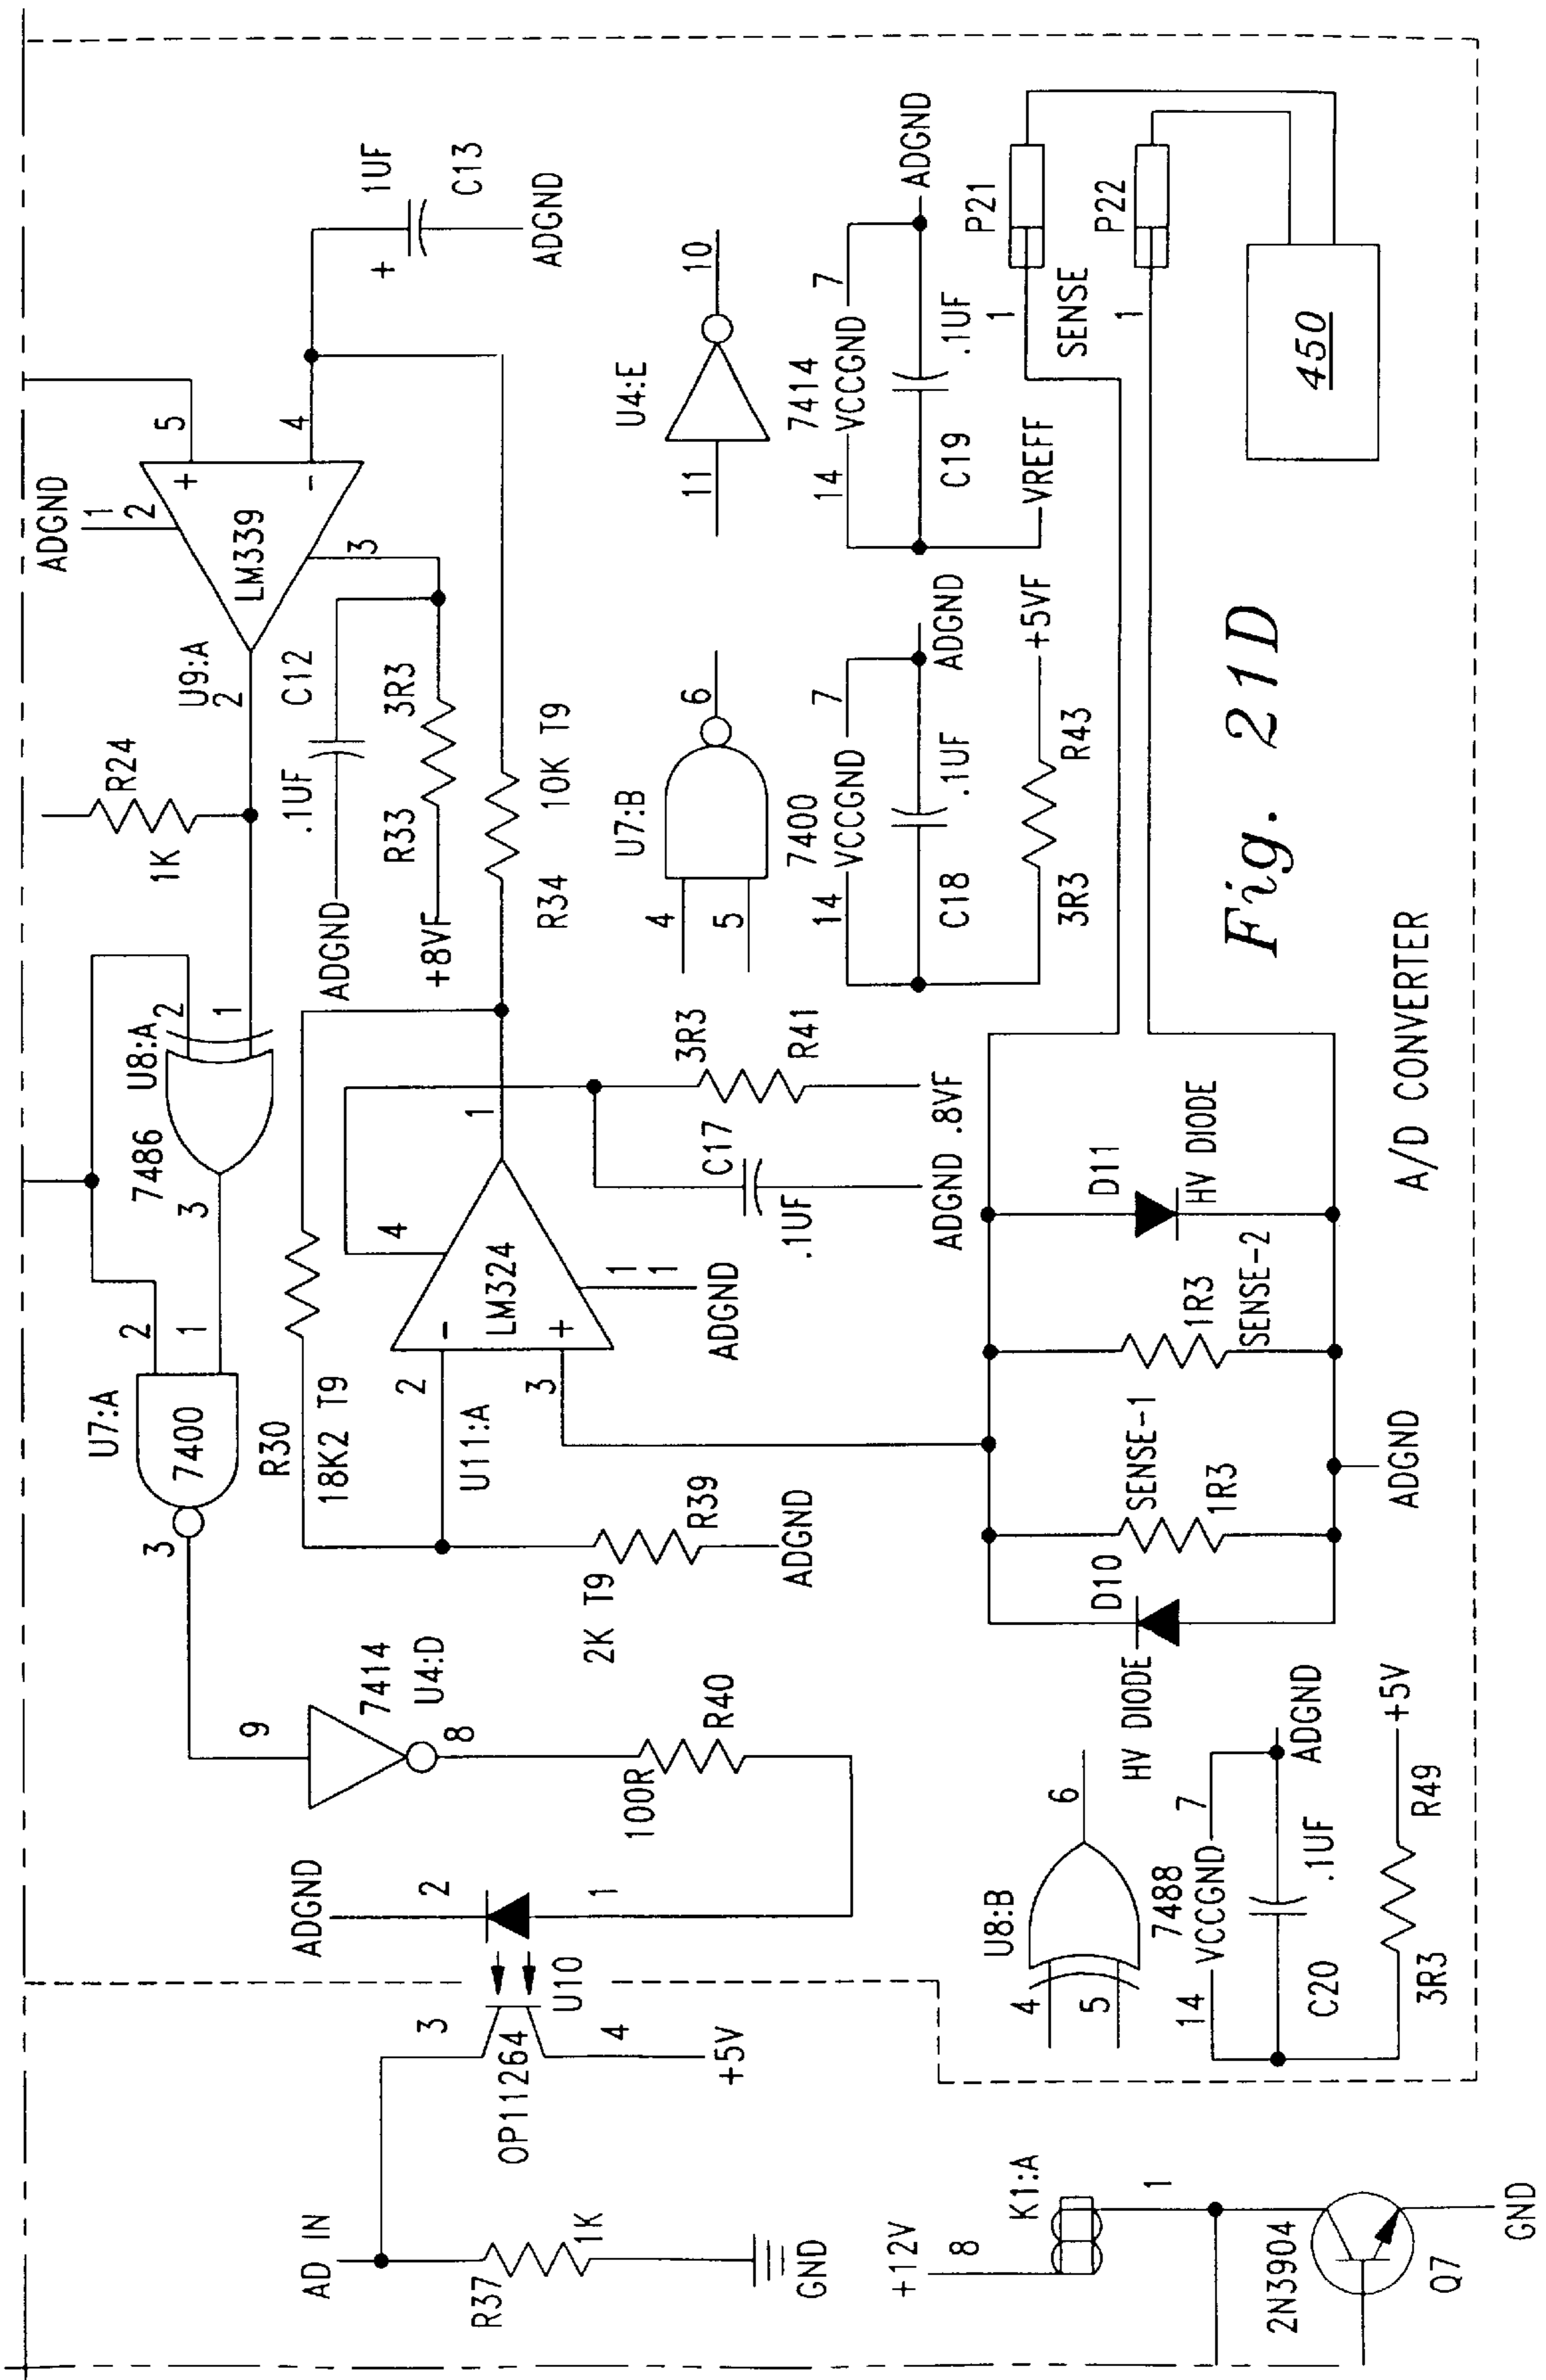 AD IN
R37
1K
GND
3
OP11264
4
+5V
U10
ADGND
2
1
100R
R40
9
7414
U4:D
8
U7:A
7400
3
2
1
7486
U8:A
3
2
1
R24
1K
U9:A
2
LM339
ADGND
1
2
+
5
-
4
3
1UF
+
C13
ADGND
R30
18K2 T9
ADGND
.1UF
C12
+8VF
R33
3R3
R34
10K T9
U11:A
2
-
LM324
3
+
4
1
1
1
ADGND
2K T9
R39
ADGND
C17
.1UF
3R3
R41
ADGND
.8VF
U7:B
4
5
6
7400
14
VCCGND
7
C18
.1UF
ADGND
3R3
R43
+5VF
U4:E
11
10
7414
14
VCCGND
7
C19
.1UF
ADGND
VREFF
P21
1
SENSE
P22
1
450
+12V
8
K1:A
1
2N3904
Q7
GND
U8:B
4
5
6
7488
14
VCCGND
7
C20
.1UF
ADGND
3R3
R49
+5V
HV DIODE
D10
SENSE-1
1R3
1R3
SENSE-2
D11
HV DIODE
ADGND
A/D CONVERTER
Fig. 21D